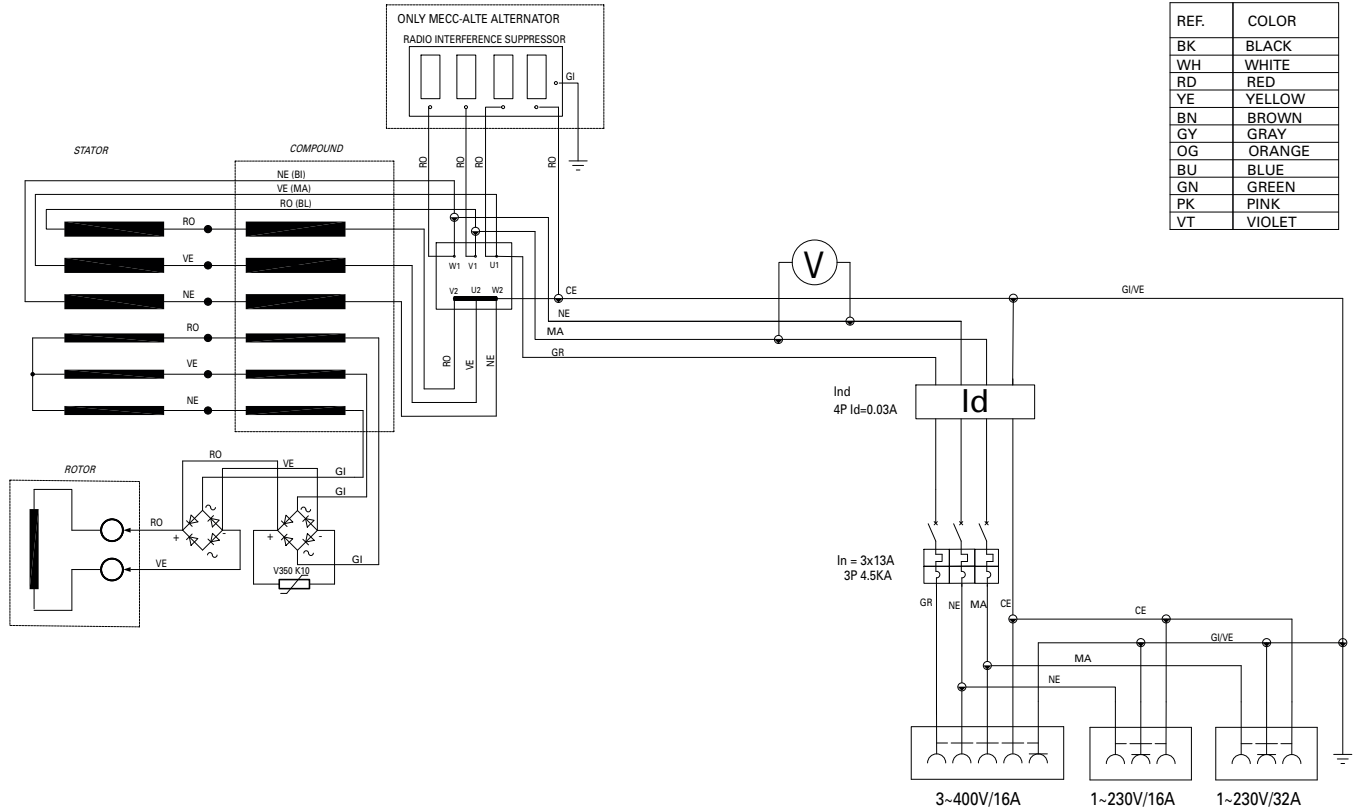 ONLY MECC-ALTE ALTERNATOR
RADIO INTERFERENCE SUPPRESSOR
GI
RO RO RO RO
REF. COLOR
BK BLACK
WH WHITE
RD RED
YE YELLOW
BN BROWN
GY GRAY
OG ORANGE
BU BLUE
GN GREEN
PK PINK
VT VIOLET
STATOR
COMPOUND
NE (BI)
VE (MA)
RO (BL)
RO
VE
NE
RO
VE
NE
W1 V1 U1
V2 U2 W2
RO VE NE
CE
NE
MA
GR
V
GI/VE
Ind
4P Id=0.03A
Id
ROTOR
RO
VE
RO
VE
GI
GI
GI
+ -
+ -
V350 K10
In = 3x13A
3P 4.5KA
GR NE MA CE
CE
GI/VE
MA
NE
3~400V/16A
1~230V/16A
1~230V/32A